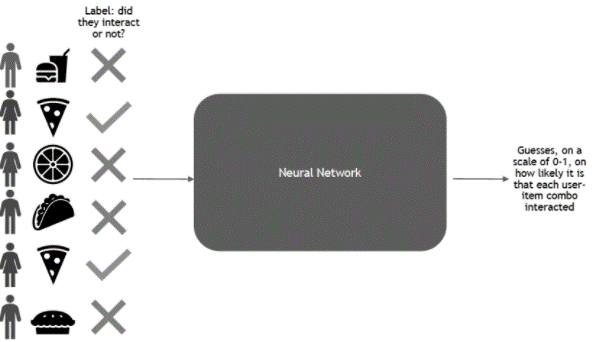 Label: did
they interact
or not?
Neural Network
Guesses, on a
scale of 0-1, on
how likely it is
that each user-
item combo
interacted